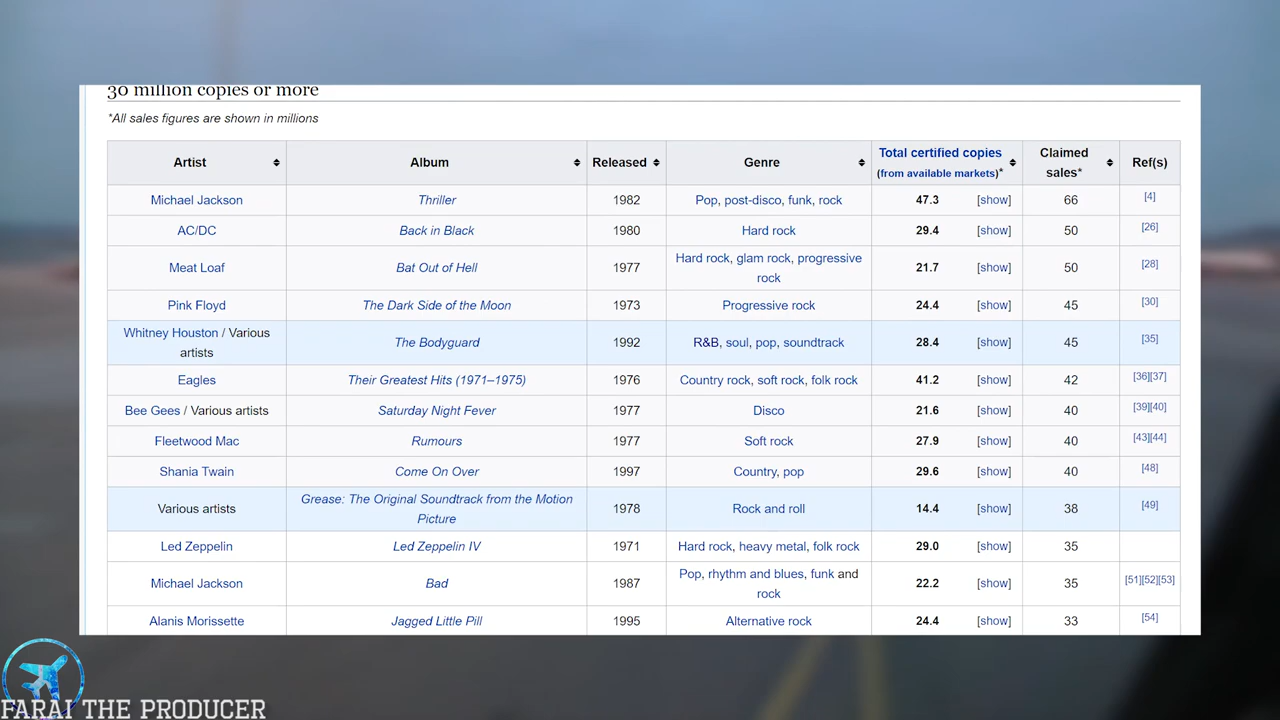 30 million copies or more
*All sales figures are shown in millions
Artist Album Released Genre Total certified copies (from available markets)* Claimed sales* Ref(s)
Michael Jackson Thriller 1982 Pop, post-disco, funk, rock 47.3 [show] 66 [4]
AC/DC Back in Black 1980 Hard rock 29.4 [show] 50 [26]
Meat Loaf Bat Out of Hell 1977 Hard rock, glam rock, progressive rock 21.7 [show] 50 [28]
Pink Floyd The Dark Side of the Moon 1973 Progressive rock 24.4 [show] 45 [30]
Whitney Houston / Various artists The Bodyguard 1992 R&B, soul, pop, soundtrack 28.4 [show] 45 [35]
Eagles Their Greatest Hits (1971–1975) 1976 Country rock, soft rock, folk rock 41.2 [show] 42 [36][37]
Bee Gees / Various artists Saturday Night Fever 1977 Disco 21.6 [show] 40 [39][40]
Fleetwood Mac Rumours 1977 Soft rock 27.9 [show] 40 [43][44]
Shania Twain Come On Over 1997 Country, pop 29.6 [show] 40 [48]
Various artists Grease: The Original Soundtrack from the Motion Picture 1978 Rock and roll 14.4 [show] 38 [49]
Led Zeppelin Led Zeppelin IV 1971 Hard rock, heavy metal, folk rock 29.0 [show] 35
Michael Jackson Bad 1987 Pop, rhythm and blues, funk and rock 22.2 [show] 35 [51][52][53]
Alanis Morissette Jagged Little Pill 1995 Alternative rock 24.4 [show] 33 [54]
FARAI THE PRODUCER